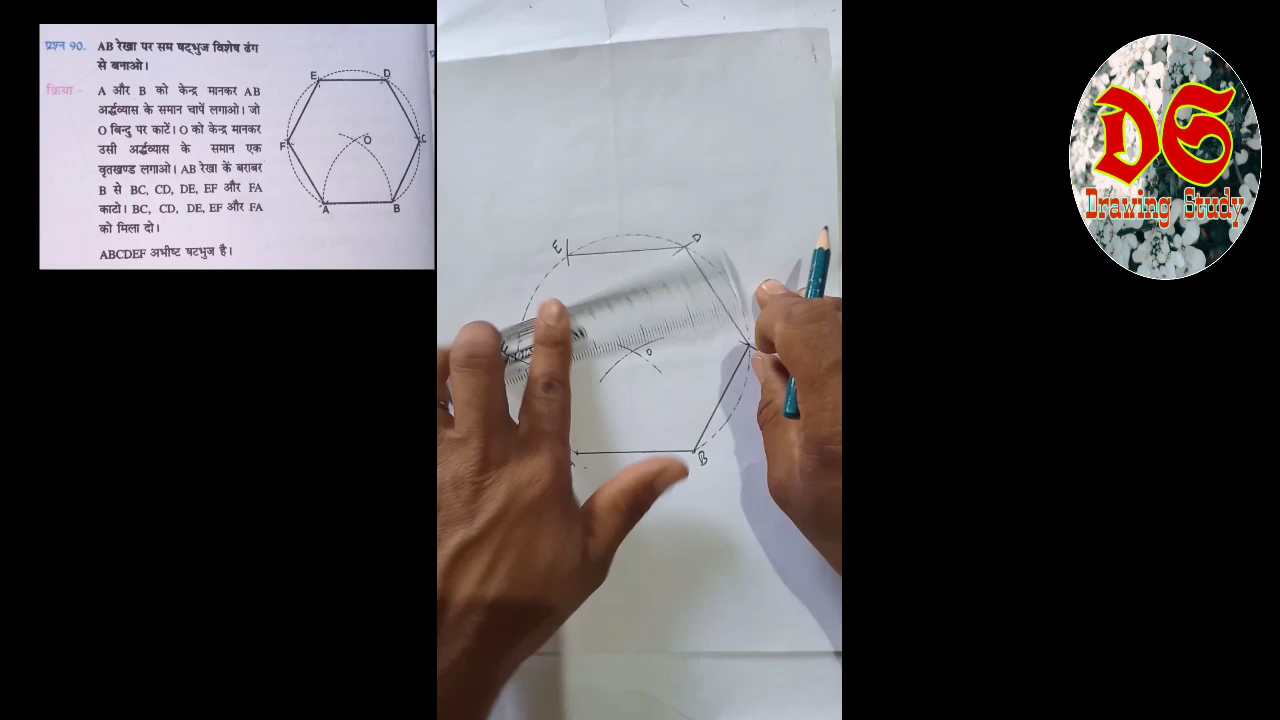 प्रश्न 90. AB रेखा पर सम षट्भुज विशेष ढंग
से बनाओ।
क्रिया - A और B को केन्द्र मानकर AB
अर्द्धव्यास के समान चापें लगाओ। जो
O बिन्दु पर काटें। O को केन्द्र मानकर
उसी अर्द्धव्यास के समान एक
वृतखण्ड लगाओ। AB रेखा कें बराबर
B से BC, CD, DE, EF और FA
काटो। BC, CD, DE, EF और FA
को मिला दो।
ABCDEF अभीष्ट षटभुज है।
E D
F O C
A B
E D
O
B
DS
Drawing Study